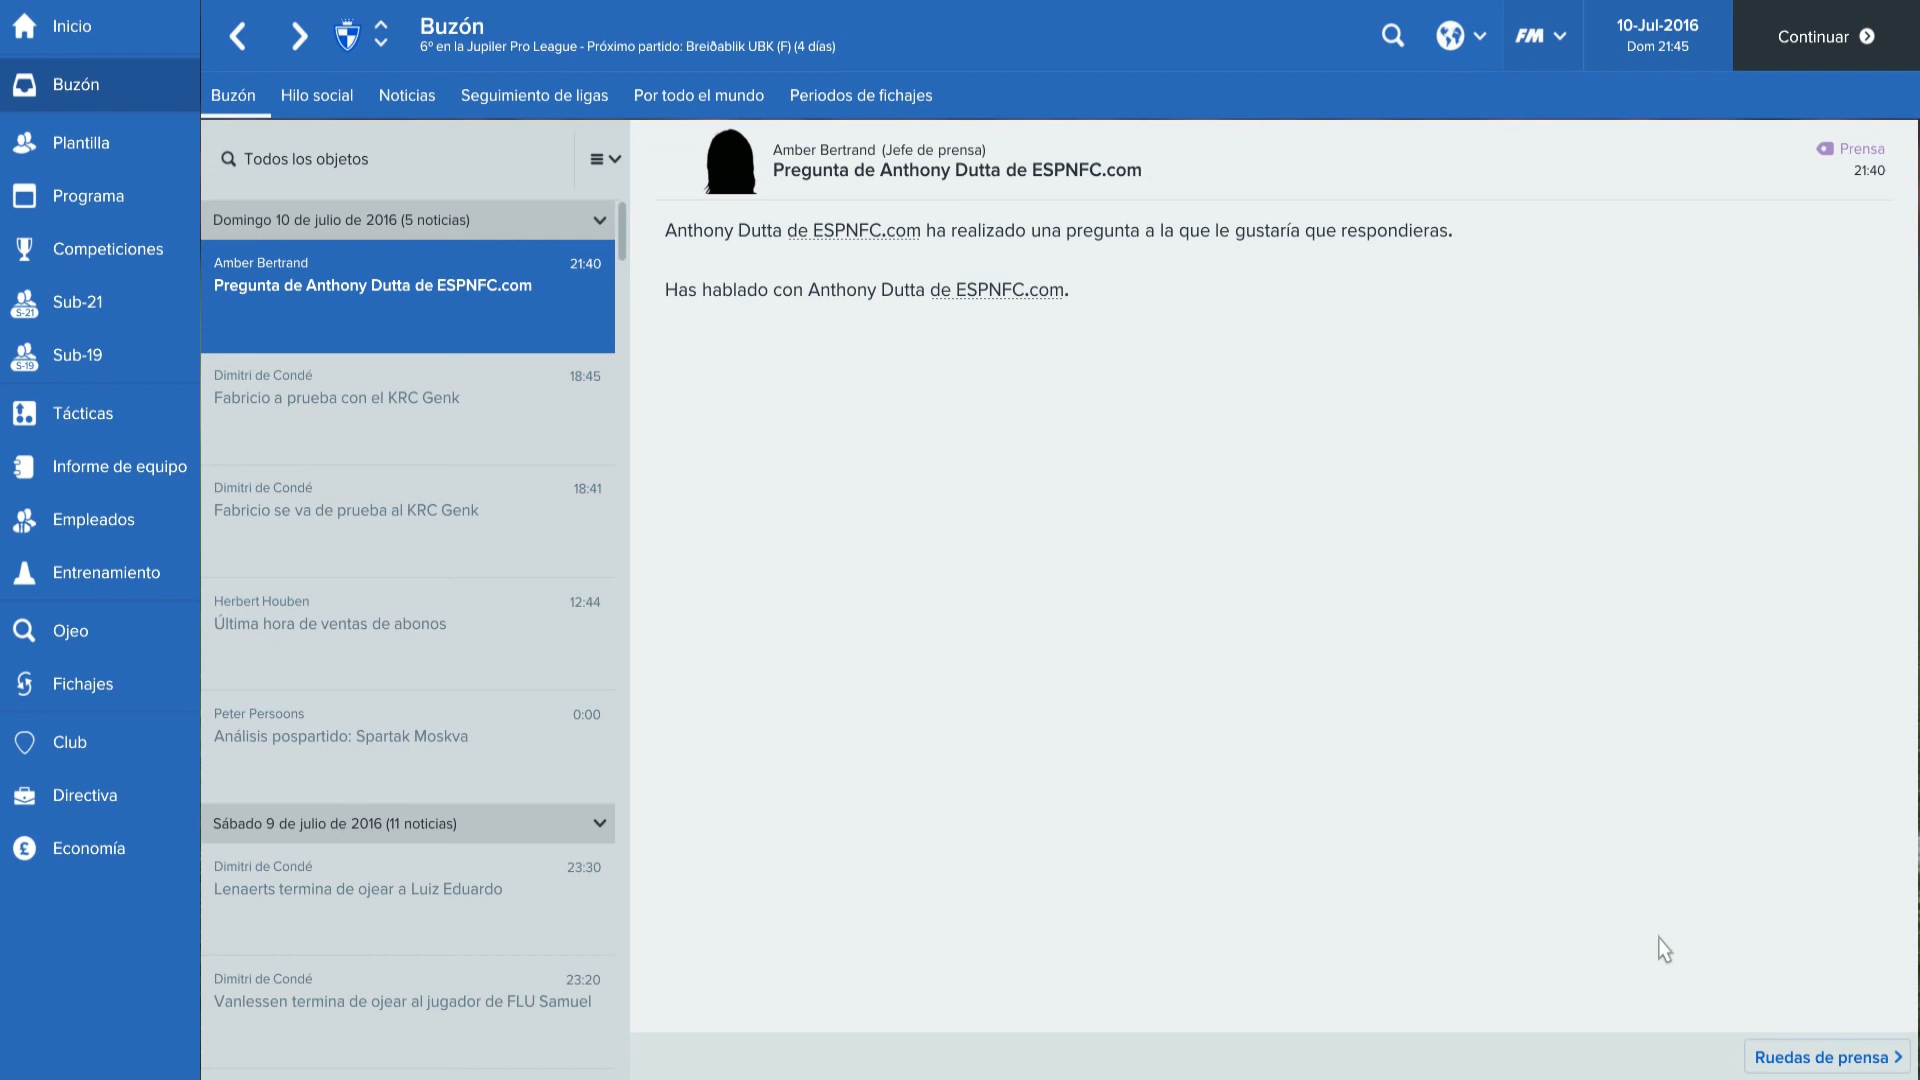 Inicio
Buzón
Plantilla
Programa
Competiciones
Sub-21
S-21
Sub-19
S-19
Tácticas
Informe de equipo
Empleados
Entrenamiento
Ojeo
Fichajes
Club
Directiva
Economía
Buzón
6º en la Jupiler Pro League - Próximo partido: Breiðablik UBK (F) (4 días)
FM
10-Jul-2016
Dom 21:45
Continuar
Buzón Hilo social Noticias Seguimiento de ligas Por todo el mundo Periodos de fichajes
Todos los objetos
Domingo 10 de julio de 2016 (5 noticias)
Amber Bertrand 21:40
Pregunta de Anthony Dutta de ESPNFC.com
Dimitri de Condé 18:45
Fabricio a prueba con el KRC Genk
Dimitri de Condé 18:41
Fabricio se va de prueba al KRC Genk
Herbert Houben 12:44
Última hora de ventas de abonos
Peter Persoons 0:00
Análisis pospartido: Spartak Moskva
Sábado 9 de julio de 2016 (11 noticias)
Dimitri de Condé 23:30
Lenaerts termina de ojear a Luiz Eduardo
Dimitri de Condé 23:20
Vanlessen termina de ojear al jugador de FLU Samuel
Amber Bertrand (Jefe de prensa)
Pregunta de Anthony Dutta de ESPNFC.com
Prensa
21:40
Anthony Dutta de ESPNFC.com ha realizado una pregunta a la que le gustaría que respondieras.
Has hablado con Anthony Dutta de ESPNFC.com.
Ruedas de prensa